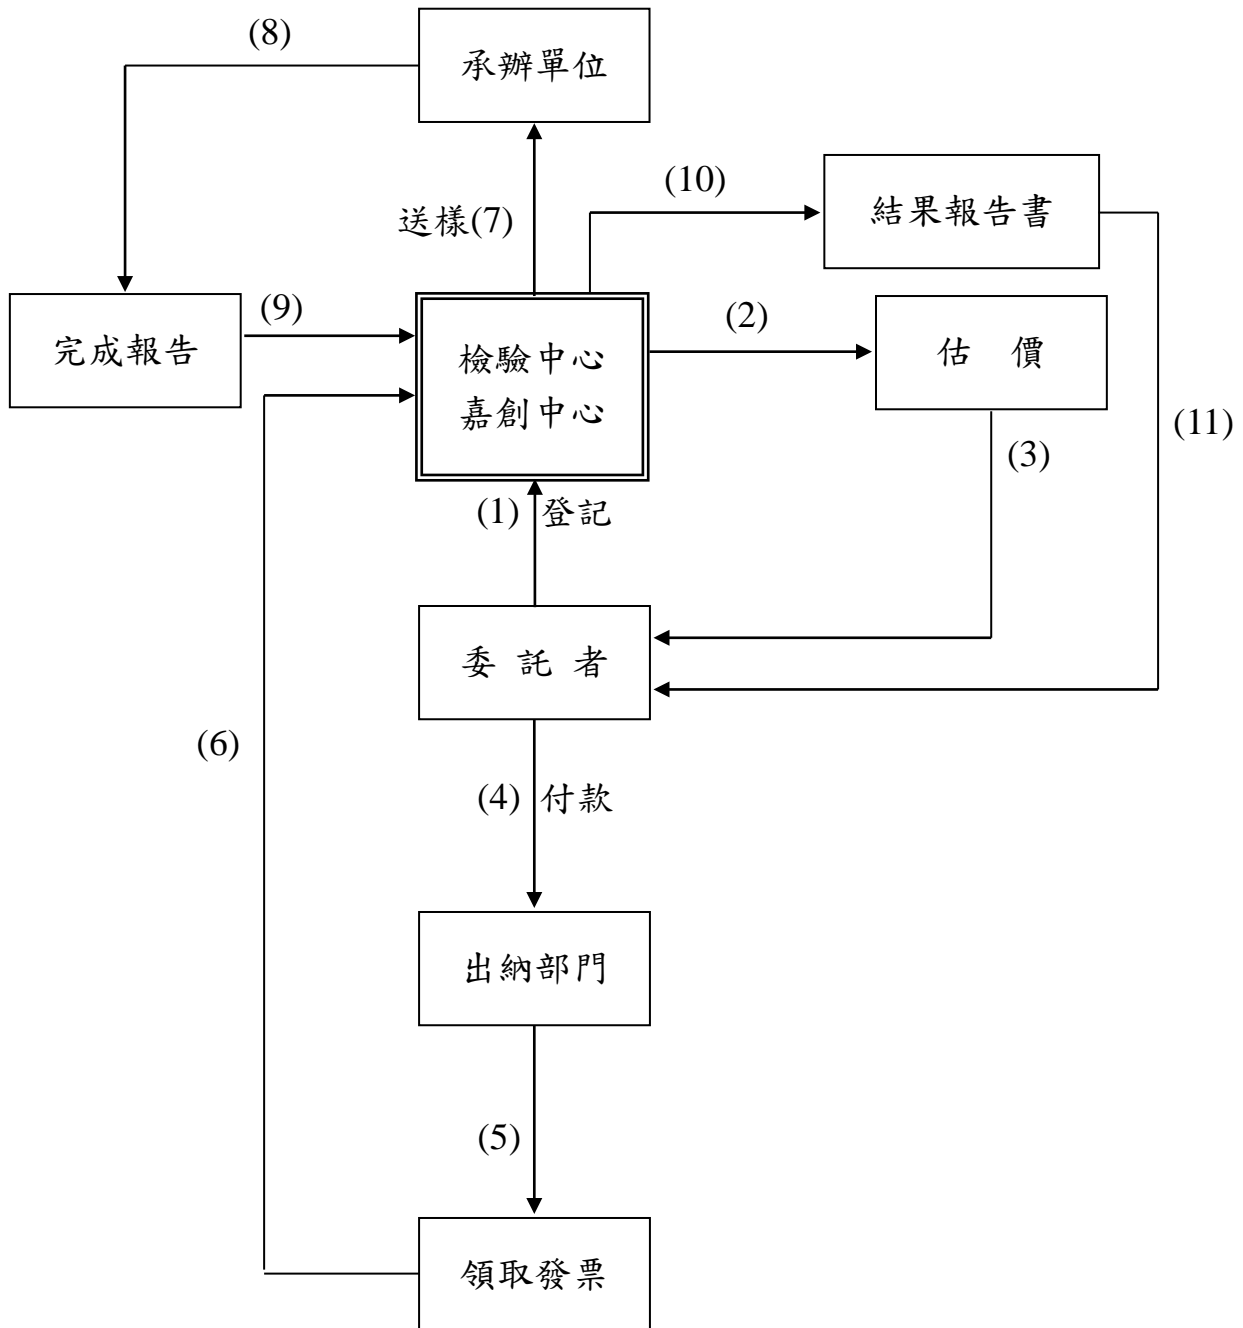 (8)
承辦單位
(10)
結果報告書
送樣(7)
(9)
(2)
完成報告
檢驗中心
嘉創中心
估　價
(11)
(3)
(1) 登記
委 託 者
(6)
(4) 付款
出納部門
(5)
領取發票